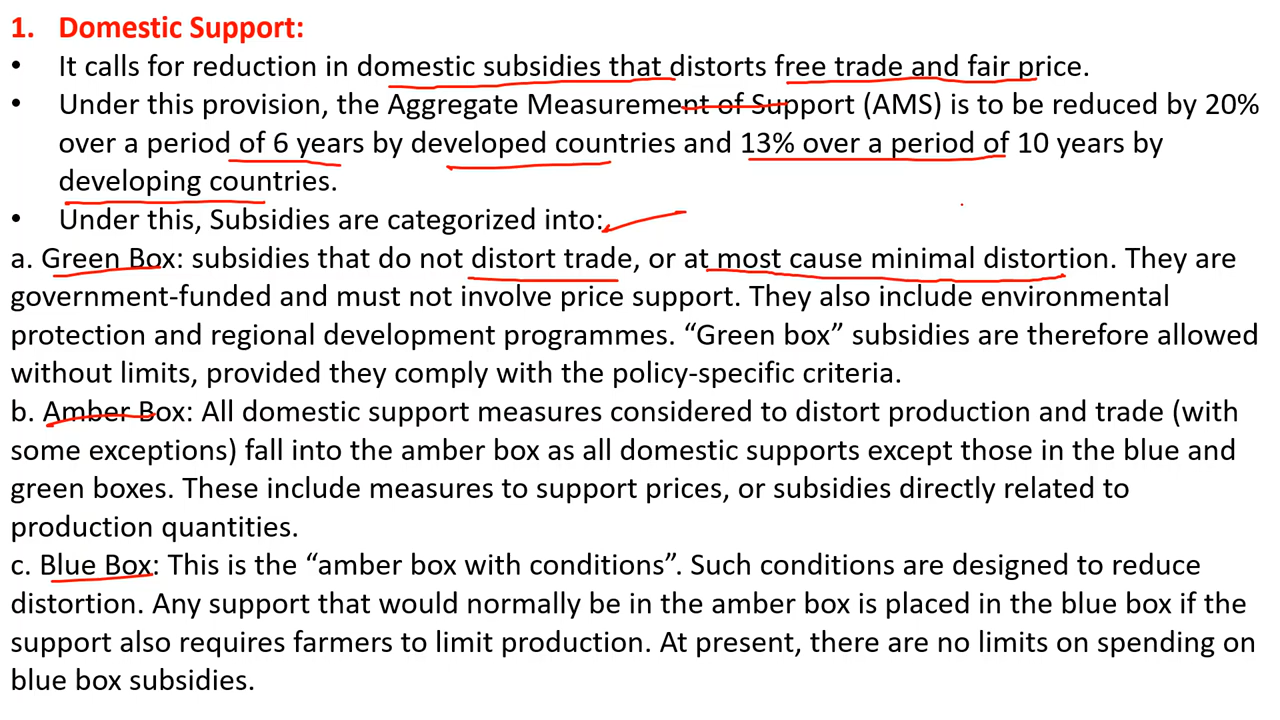 1. Domestic Support:
• It calls for reduction in domestic subsidies that distorts free trade and fair price.
• Under this provision, the Aggregate Measurement of Support (AMS) is to be reduced by 20%
over a period of 6 years by developed countries and 13% over a period of 10 years by
developing countries.
• Under this, Subsidies are categorized into:
a. Green Box: subsidies that do not distort trade, or at most cause minimal distortion. They are
government-funded and must not involve price support. They also include environmental
protection and regional development programmes. “Green box” subsidies are therefore allowed
without limits, provided they comply with the policy-specific criteria.
b. Amber Box: All domestic support measures considered to distort production and trade (with
some exceptions) fall into the amber box as all domestic supports except those in the blue and
green boxes. These include measures to support prices, or subsidies directly related to
production quantities.
c. Blue Box: This is the “amber box with conditions”. Such conditions are designed to reduce
distortion. Any support that would normally be in the amber box is placed in the blue box if the
support also requires farmers to limit production. At present, there are no limits on spending on
blue box subsidies.